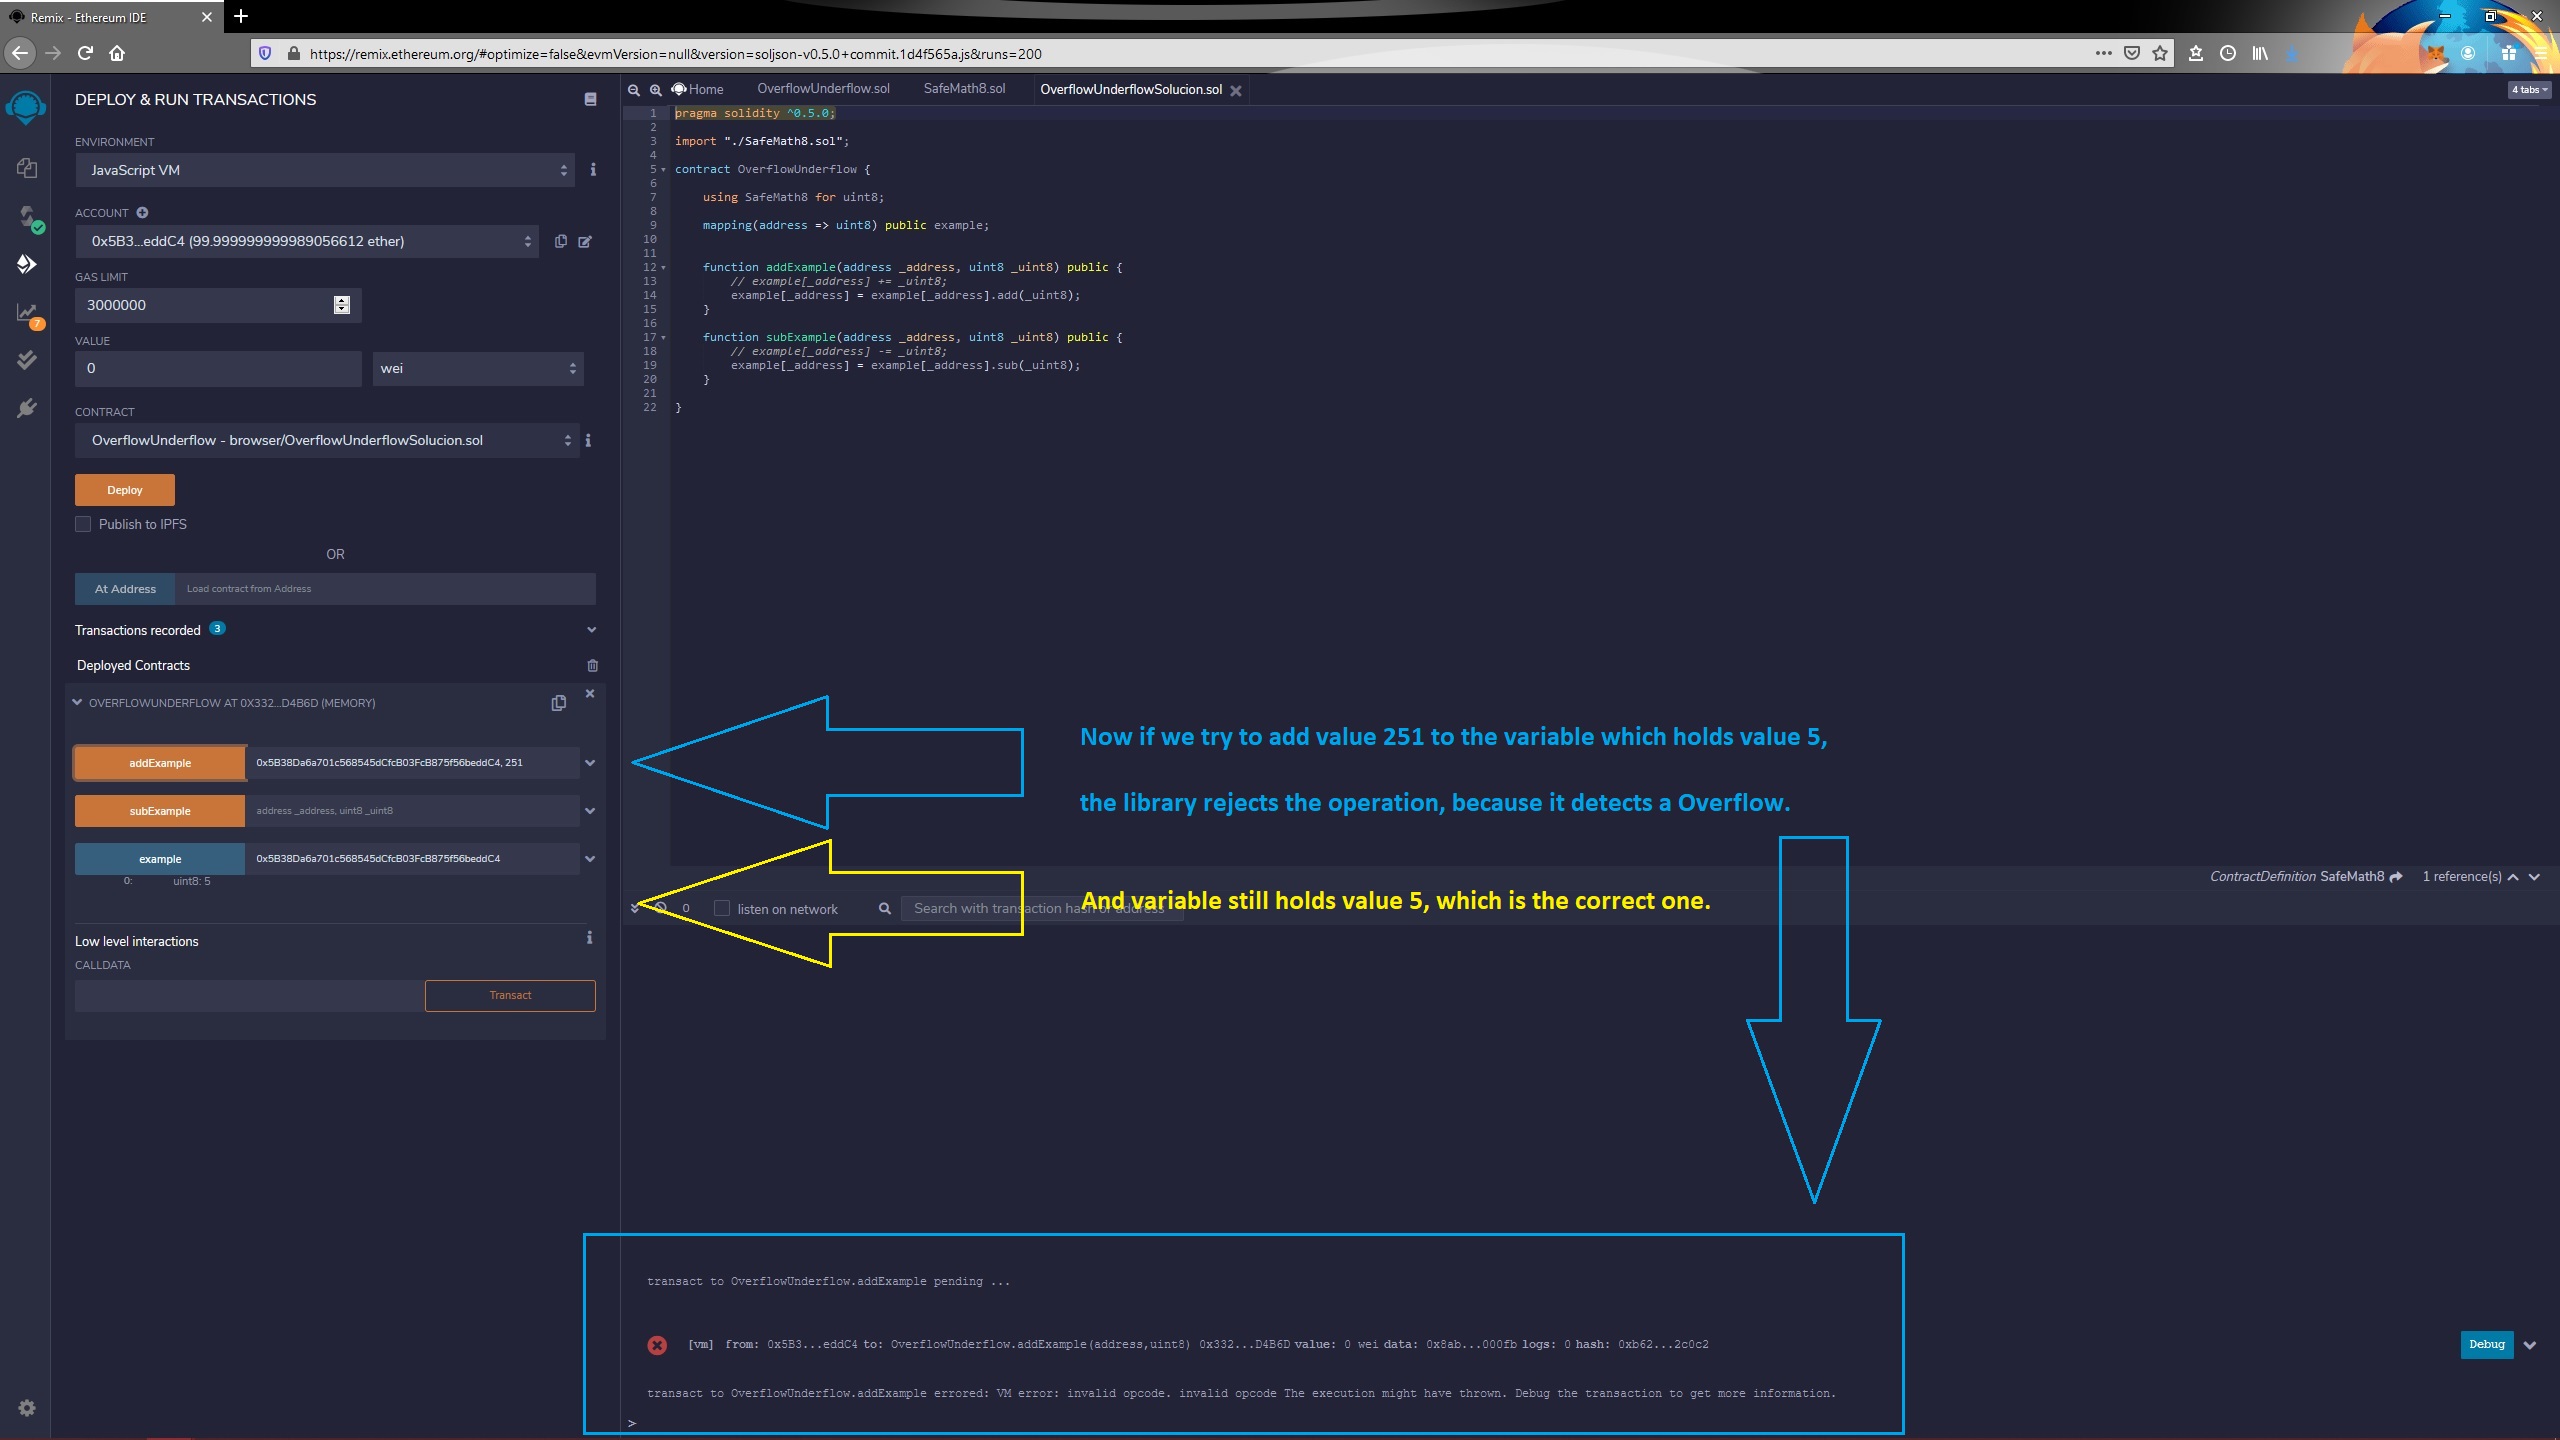 Remix - Ethereum IDE
https://remix.ethereum.org/#optimize=false&evmVersion=null&version=soljson-v0.5.0+commit.1d4f565a.js&runs=200
DEPLOY & RUN TRANSACTIONS
ENVIRONMENT
JavaScript VM
ACCOUNT
0x5B3...eddC4 (99.999999999989056612 ether)
GAS LIMIT
3000000
7
VALUE
0
wei
CONTRACT
OverflowUnderflow - browser/OverflowUnderflowSolucion.sol
Deploy
Publish to IPFS
OR
At Address
Load contract from Address
Transactions recorded 3
Deployed Contracts
OVERFLOWUNDERFLOW AT 0X332...D4B6D (MEMORY)
addExample
0x5B38Da6a701c568545dCfcB03FcB875f56beddC4, 251
subExample
address _address, uint8 _uint8
example
0x5B38Da6a701c568545dCfcB03FcB875f56beddC4
0: uint8: 5
Low level interactions
CALLDATA
Transact
Home
OverflowUnderflow.sol
SafeMath8.sol
OverflowUnderflowSolucion.sol
4 tabs
1 pragma solidity ^0.5.0;
2
3 import "./SafeMath8.sol";
4
5 contract OverflowUnderflow {
6
7 using SafeMath8 for uint8;
8
9 mapping(address => uint8) public example;
10
11
12 function addExample(address _address, uint8 _uint8) public {
13 // example[_address] += _uint8;
14 example[_address] = example[_address].add(_uint8);
15 }
16
17 function subExample(address _address, uint8 _uint8) public {
18 // example[_address] -= _uint8;
19 example[_address] = example[_address].sub(_uint8);
20 }
21
22 }
Now if we try to add value 251 to the variable which holds value 5,
the library rejects the operation, because it detects a Overflow.
ContractDefinition SafeMath8 1 reference(s)
0
listen on network
Search with transaction hash or address
And variable still holds value 5, which is the correct one.
transact to OverflowUnderflow.addExample pending ...
[vm] from: 0x5B3...eddC4 to: OverflowUnderflow.addExample(address,uint8) 0x332...D4B6D value: 0 wei data: 0x8ab...000fb logs: 0 hash: 0xb62...2c0c2
Debug
transact to OverflowUnderflow.addExample errored: VM error: invalid opcode. invalid opcode The execution might have thrown. Debug the transaction to get more information.
>